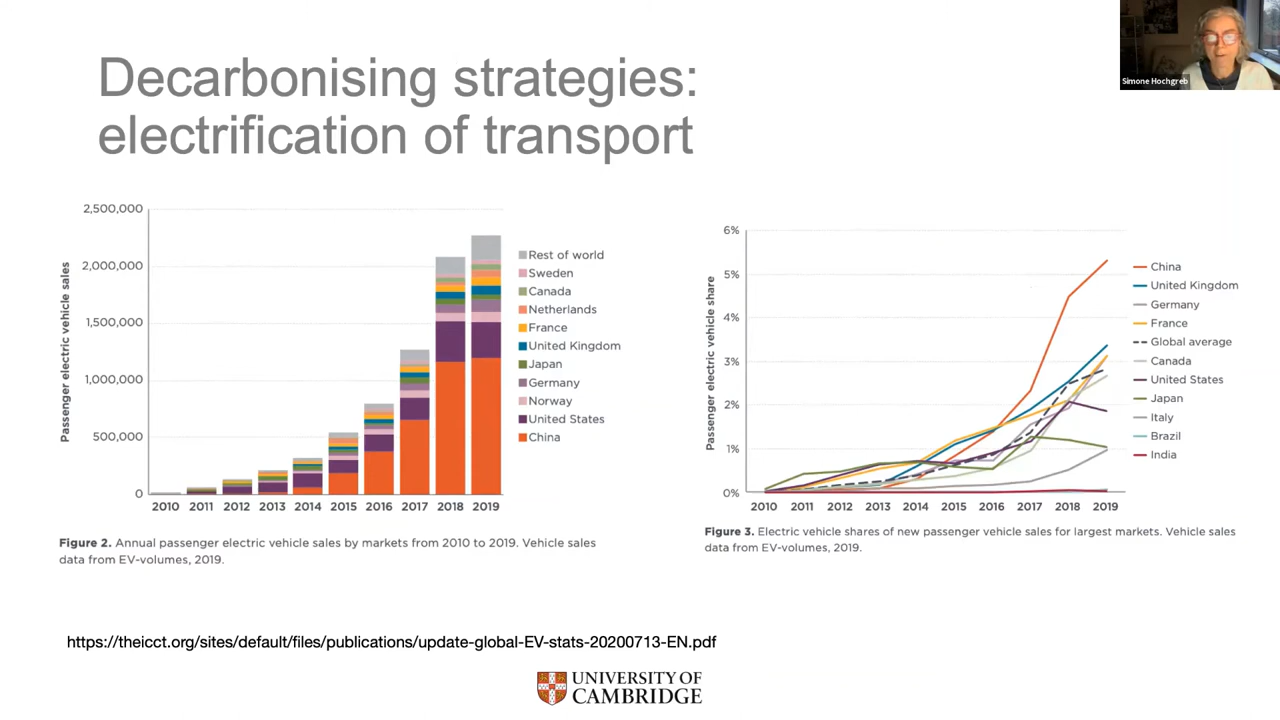 Decarbonising strategies:
electrification of transport
Simone Hochgreb
Passenger electric vehicle sales
2,500,000
2,000,000
1,500,000
1,000,000
500,000
0
2010 2011 2012 2013 2014 2015 2016 2017 2018 2019
Rest of world
Sweden
Canada
Netherlands
France
United Kingdom
Japan
Germany
Norway
United States
China
Figure 2. Annual passenger electric vehicle sales by markets from 2010 to 2019. Vehicle sales
data from EV-volumes, 2019.
Passenger electric vehicle share
6%
5%
4%
3%
2%
1%
0%
2010 2011 2012 2013 2014 2015 2016 2017 2018 2019
China
United Kingdom
Germany
France
Global average
Canada
United States
Japan
Italy
Brazil
India
Figure 3. Electric vehicle shares of new passenger vehicle sales for largest markets. Vehicle sales
data from EV-volumes, 2019.
https://theicct.org/sites/default/files/publications/update-global-EV-stats-20200713-EN.pdf
UNIVERSITY OF
CAMBRIDGE